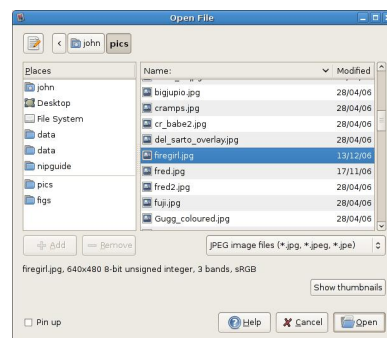 Open File
john pics
Places
Name: Modified
john
Desktop
File System
data
data
nipguide
pics
figs
bigjupio.jpg 28/04/06
cramps.jpg 28/04/06
cr_babe2.jpg 28/04/06
del_sarto_overlay.jpg 28/04/06
firegirl.jpg 13/12/06
fred.jpg 17/11/06
fred2.jpg 28/04/06
fuji.jpg 28/04/06
Gugg_coloured.jpg 28/04/06
Add Remove JPEG image files (*.jpg, *.jpeg, *.jpe)
firegirl.jpg, 640x480 8-bit unsigned integer, 3 bands, sRGB
Show thumbnails
Pin up Help Cancel Open